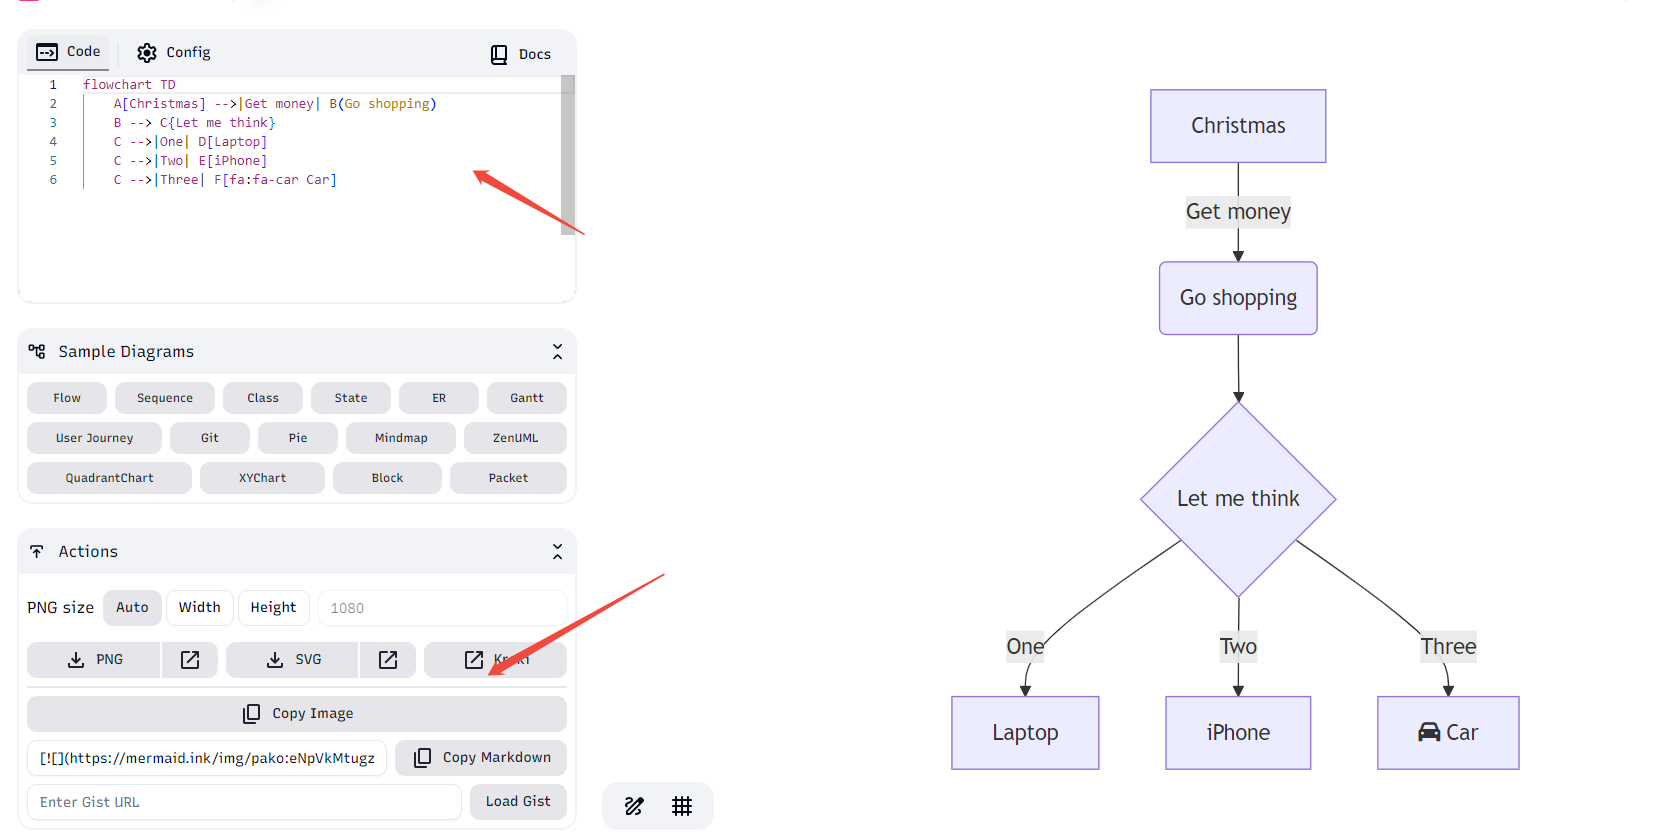 Code
Config
Docs
1 flowchart TD
2 A[Christmas] -->|Get money| B(Go shopping)
3 B --> C{Let me think}
4 C -->|One| D[Laptop]
5 C -->|Two| E[iPhone]
6 C -->|Three| F[fa:fa-car Car]
Sample Diagrams
Flow Sequence Class State ER Gantt
User Journey Git Pie Mindmap ZenUML
QuadrantChart XYChart Block Packet
Actions
PNG size Auto Width Height 1080
PNG SVG
Copy Image
[![](https://mermaid.ink/img/pako:eNpVkMtugz Copy Markdown
Enter Gist URL Load Gist
Christmas
Get money
Go shopping
Let me think
One Two Three
Laptop iPhone Car